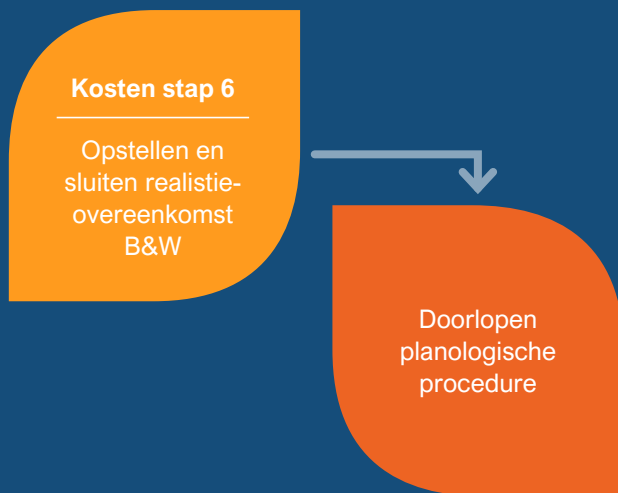 Kosten stap 6
Opstellen en
sluiten realistie-
overeenkomst
B&W
Doorlopen
planologische
procedure